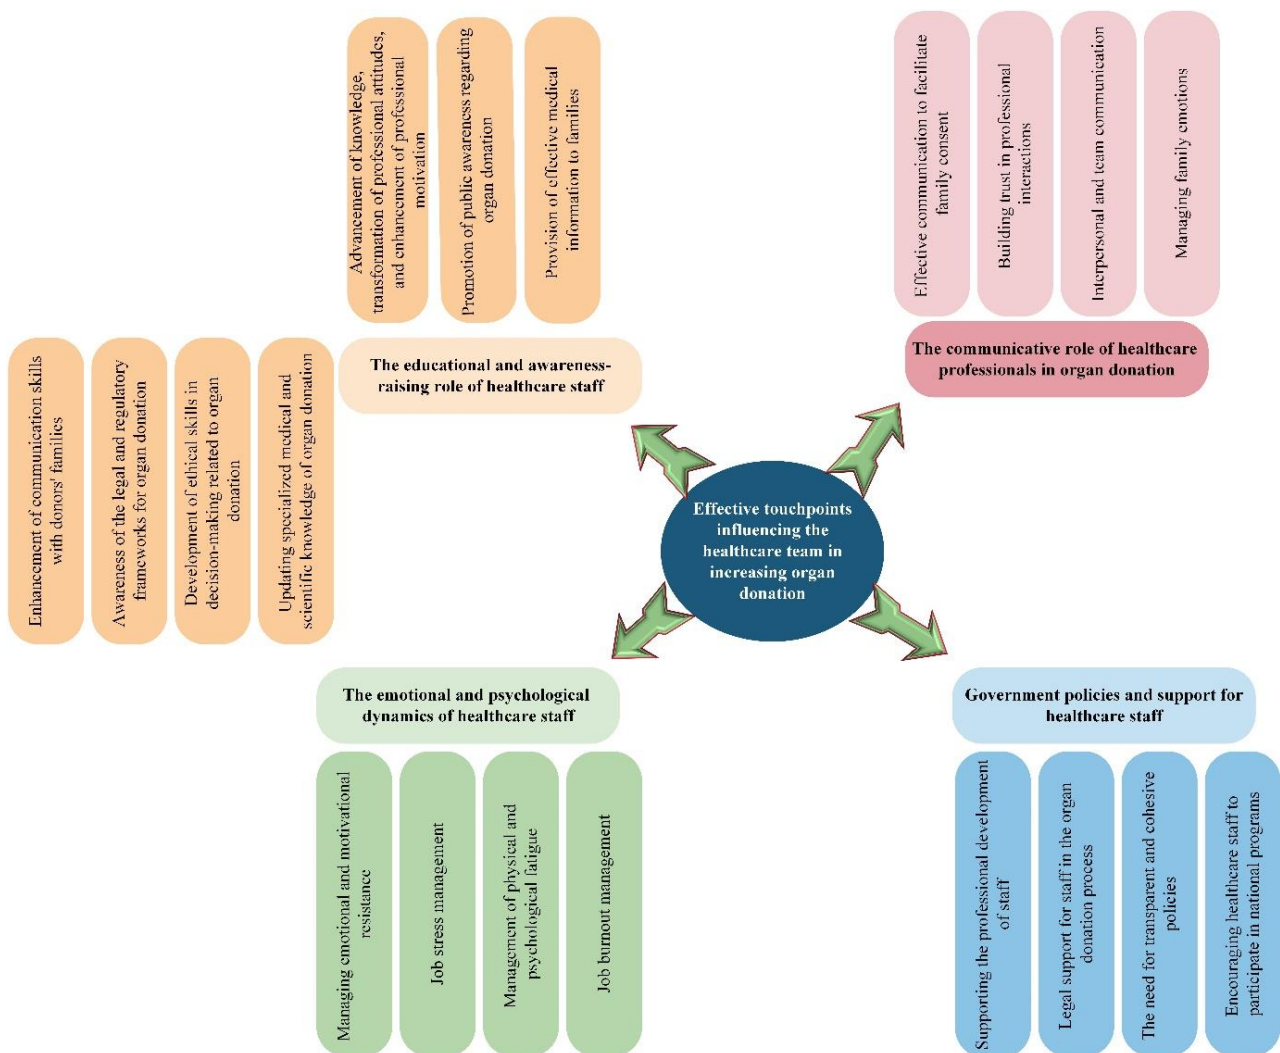 Advancement of knowledge,
transformation of professional attitudes,
and enhancement of professional
motivation
Promotion of public awareness regarding
organ donation
Provision of effective medical
information to families
The educational and awareness-
raising role of healthcare staff
Enhancement of communication skills
with donors' families
Awareness of the legal and regulatory
frameworks for organ donation
Development of ethical skills in
decision-making related to organ
donation
Updating specialized medical and
scientific knowledge of organ donation
Effective communication to facilitate
family consent
Building trust in professional
interactions
Interpersonal and team communication
Managing family emotions
The communicative role of healthcare
professionals in organ donation
Effective touchpoints
influencing the
healthcare team in
increasing organ
donation
The emotional and psychological
dynamics of healthcare staff
Managing emotional and motivational
resistance
Job stress management
Management of physical and
psychological fatigue
Job burnout management
Government policies and support for
healthcare staff
Supporting the professional development
of staff
Legal support for staff in the organ
donation process
The need for transparent and cohesive
policies
Encouraging healthcare staff to
participate in national programs